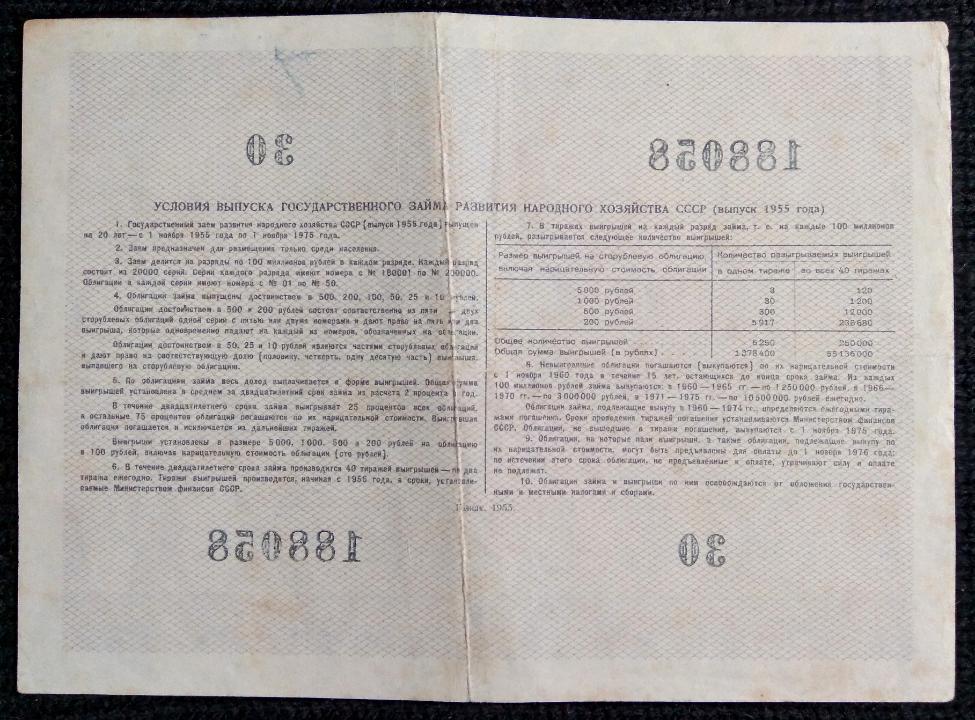 30
188058
УСЛОВИЯ ВЫПУСКА ГОСУДАРСТВЕННОГО ЗАЙМА РАЗВИТИЯ НАРОДНОГО ХОЗЯЙСТВА СССР (выпуск 1955 года)
1. Государственный заем развития народного хозяйства СССР (выпуск 1955 года) выпущен
на 20 лет — с 1 ноября 1955 года по 1 ноября 1975 года.
2. Заем предназначен для размещения только среди населения.
3. Заем делится на разряды по 100 миллионов рублей в каждом разряде. Каждый разряд
состоит из 20000 серий. Серии каждого разряда имеют номера с № 180001 по № 200000.
Облигации в каждой серии имеют номера с № 01 по № 50.
4. Облигации займа выпущены достоинством в 500, 200, 100, 50, 25 и 10 рублей.
Облигации достоинством в 500 и 200 рублей состоят соответственно из пяти двух
сторублевых облигаций одной серии с пятью или двумя номерами и дают право на пять или два
выигрыша, которые одновременно падают на каждый из номеров, обозначенных на облигации.
Облигации достоинством в 50, 25 и 10 рублей являются частями сторублевых облигаций
и дают право на соответствующую долю (половину, четверть, одну десятую часть) выигрыша,
выпавшего на сторублевую облигацию.
5. По облигациям займа весь доход выплачивается в форме выигрышей. Общая сумма
выигрышей установлена в среднем за двадцатилетний срок займа из расчета 2 процента в год.
В течение двадцатилетнего срока займа выигрывает 25 процентов всех облигаций,
а остальные 75 процентов облигаций погашаются по их нарицательной стоимости. Выигравшая
облигация погашается и исключается из дальнейших тиражей.
Выигрыши установлены в размере 5000, 1000, 500 и 200 рублей на облигацию
в 100 рублей, включая нарицательную стоимость облигации (сто рублей).
6. В течение двадцатилетнего срока займа производится 40 тиражей выигрышей — по два
тиража ежегодно. Тиражи выигрышей производятся, начиная с 1956 года, в сроки, устанавли-
ваемые Министерством финансов СССР.
7. В тиражах выигрышей на каждый разряд займа, т. е. на каждые 100 миллионов
рублей, разыгрывается следующее количество выигрышей:
Размер выигрышей на сторублевую облигацию Количество разыгрываемых выигрышей
включая нарицательную стоимость облигации в одном тираже во всех 40 тиражах
5000 рублей 3 120
1000 рублей 30 1200
500 рублей 300 12000
200 рублей 5917 236680
Общее количество выигрышей 6250 250000
Общая сумма выигрышей (в рублях) 1378400 55136000
8. Невыигравшие облигации погашаются (выкупаются) по их нарицательной стоимости
с 1 ноября 1960 года в течение 15 лет, остающихся до конца срока займа. Из каждых
100 миллионов рублей займа выкупаются: в 1960—1965 гг. — по 1250000 рублей, в 1966—
1970 гг. — по 3000000 рублей, в 1971—1975 гг. — по 10500000 рублей ежегодно.
Облигации займа, подлежащие выкупу в 1960—1974 гг., определяются ежегодными тира-
жами погашения. Сроки проведения тиражей погашения устанавливаются Министерством финансов
СССР. Облигации, не вышедшие в тиражи погашения, выкупаются с 1 ноября 1975 года.
9. Облигации, на которые пали выигрыши, а также облигации, подлежащие выкупу по
их нарицательной стоимости, могут быть предъявлены для оплаты до 1 ноября 1976 года;
по истечении этого срока облигации, не предъявленные к оплате, утрачивают силу и оплате
не подлежат.
10. Облигации займа и выигрыши по ним освобождаются от обложения государствен-
ными и местными налогами и сборами.
Гознак. 1955.
188058
30